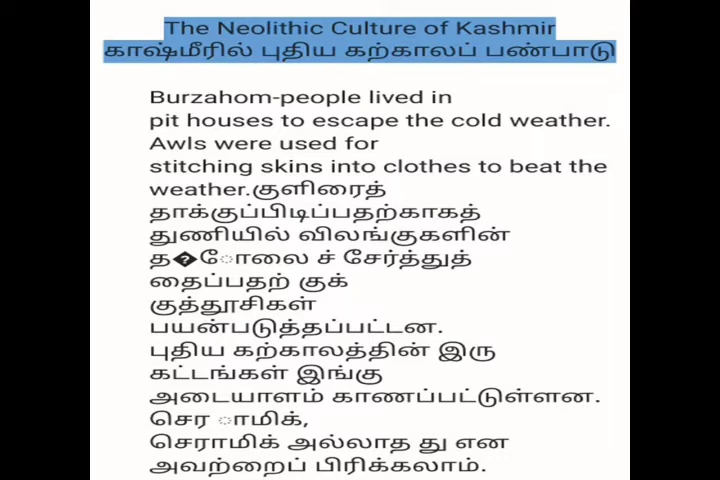 The Neolithic Culture of Kashmir
காஷ்மீரில் புதிய கற்காலப் பண்பாடு
Burzahom-people lived in
pit houses to escape the cold weather.
Awls were used for
stitching skins into clothes to beat the
weather.குளிரைத்
தாக்குப்பிடிப்பதற்காகத்
துணியில் விலங்குகளின்
த�ோலை ச் சேர்த்துத்
தைப்பதற் குக்
குத்தூசிகள்
பயன்படுத்தப்பட்டன.
புதிய கற்காலத்தின் இரு
கட்டங்கள் இங்கு
அடையாளம் காணப்பட்டுள்ளன.
செர ாமிக்,
செராமிக் அல்லாத து என
அவற்றைப் பிரிக்கலாம்.